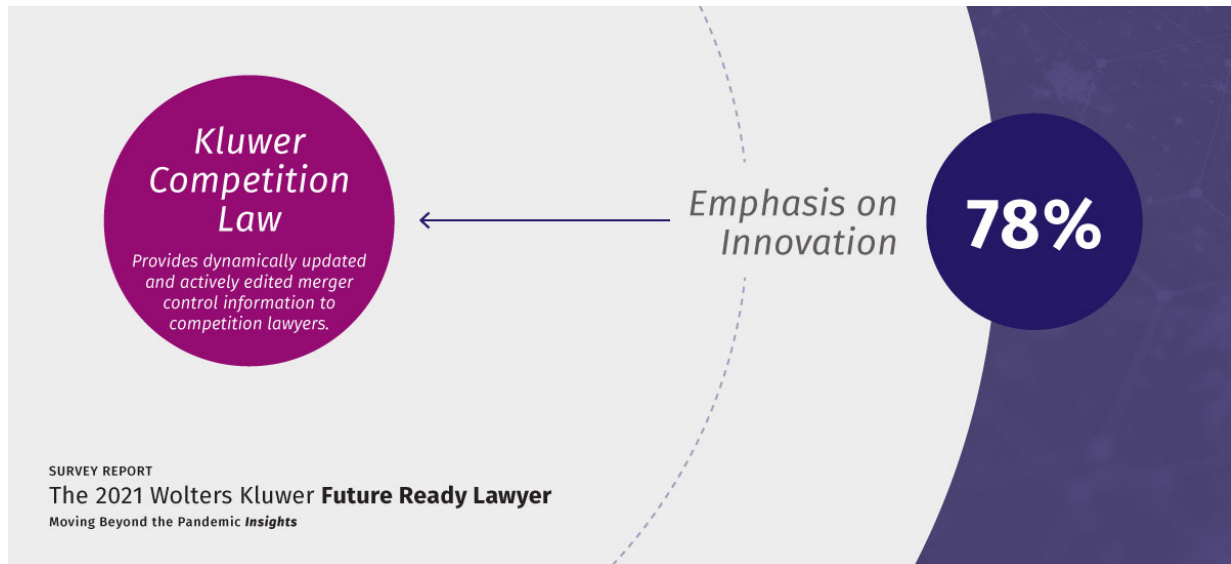 Kluwer
Competition
Law
Provides dynamically updated
and actively edited merger
control information to
competition lawyers.
Emphasis on
Innovation
78%
SURVEY REPORT
The 2021 Wolters Kluwer Future Ready Lawyer
Moving Beyond the Pandemic Insights